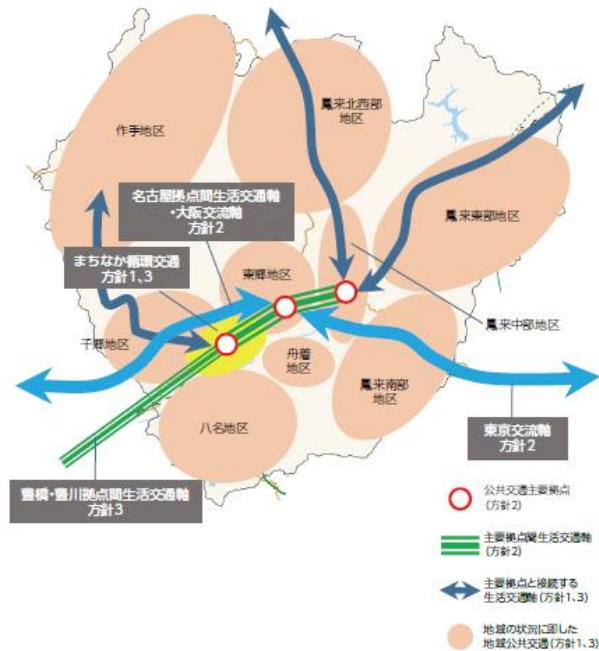 鳳来北西部
地区
作手地区
名古屋拠点間生活交通軸
・大阪交流軸
方針2
鳳来東部地区
まちなか循環交通
方針1、3
東郷地区
鳳来中部地区
千郷地区
舟着
地区
鳳来南部
地区
八名地区
東京交流軸
方針2
豊橋・豊川拠点間生活交通軸
方針3
公共交通主要拠点
(方針2)
主要拠点間生活交通軸
(方針2)
主要拠点と接続する
生活交通軸(方針1、3)
地域の状況に即した
地域公共交通(方針1、3)